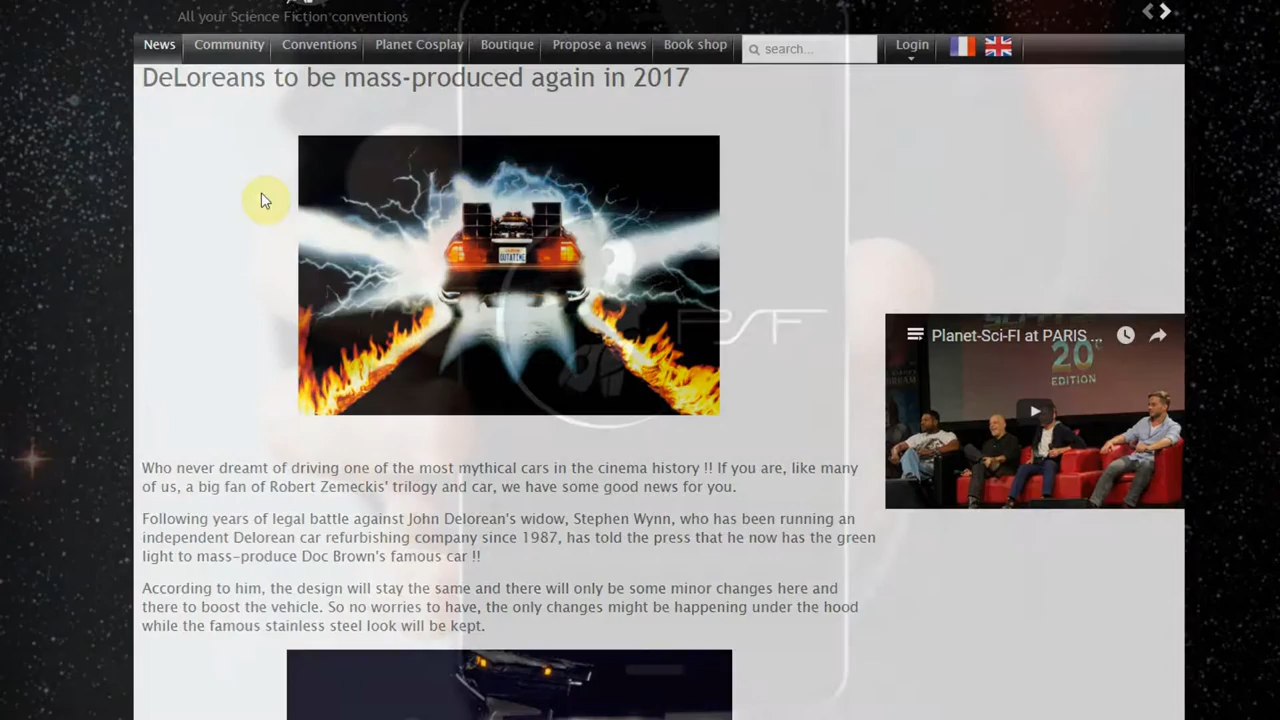 All your Science Fiction conventions
News Community Conventions Planet Cosplay Boutique Propose a news Book shop search... Login
DeLoreans to be mass-produced again in 2017
OUTATIME
PSF
Planet-Sci-FI at PARIS ...
20e
EDITION
Who never dreamt of driving one of the most mythical cars in the cinema history !! If you are, like many
of us, a big fan of Robert Zemeckis' trilogy and car, we have some good news for you.
Following years of legal battle against John Delorean's widow, Stephen Wynn, who has been running an
independent Delorean car refurbishing company since 1987, has told the press that he now has the green
light to mass-produce Doc Brown's famous car !!
According to him, the design will stay the same and there will only be some minor changes here and
there to boost the vehicle. So no worries to have, the only changes might be happening under the hood
while the famous stainless steel look will be kept.